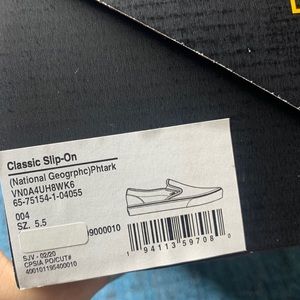 Classic Slip-On
(National Geogrphc)Phtark
VN0A4UH8WK6
65-75154-1-04055
004
SZ. 5.5
9000010
1 94113 59708
SJV - 02/20
CPSIA PO/CUT#
400101195400010